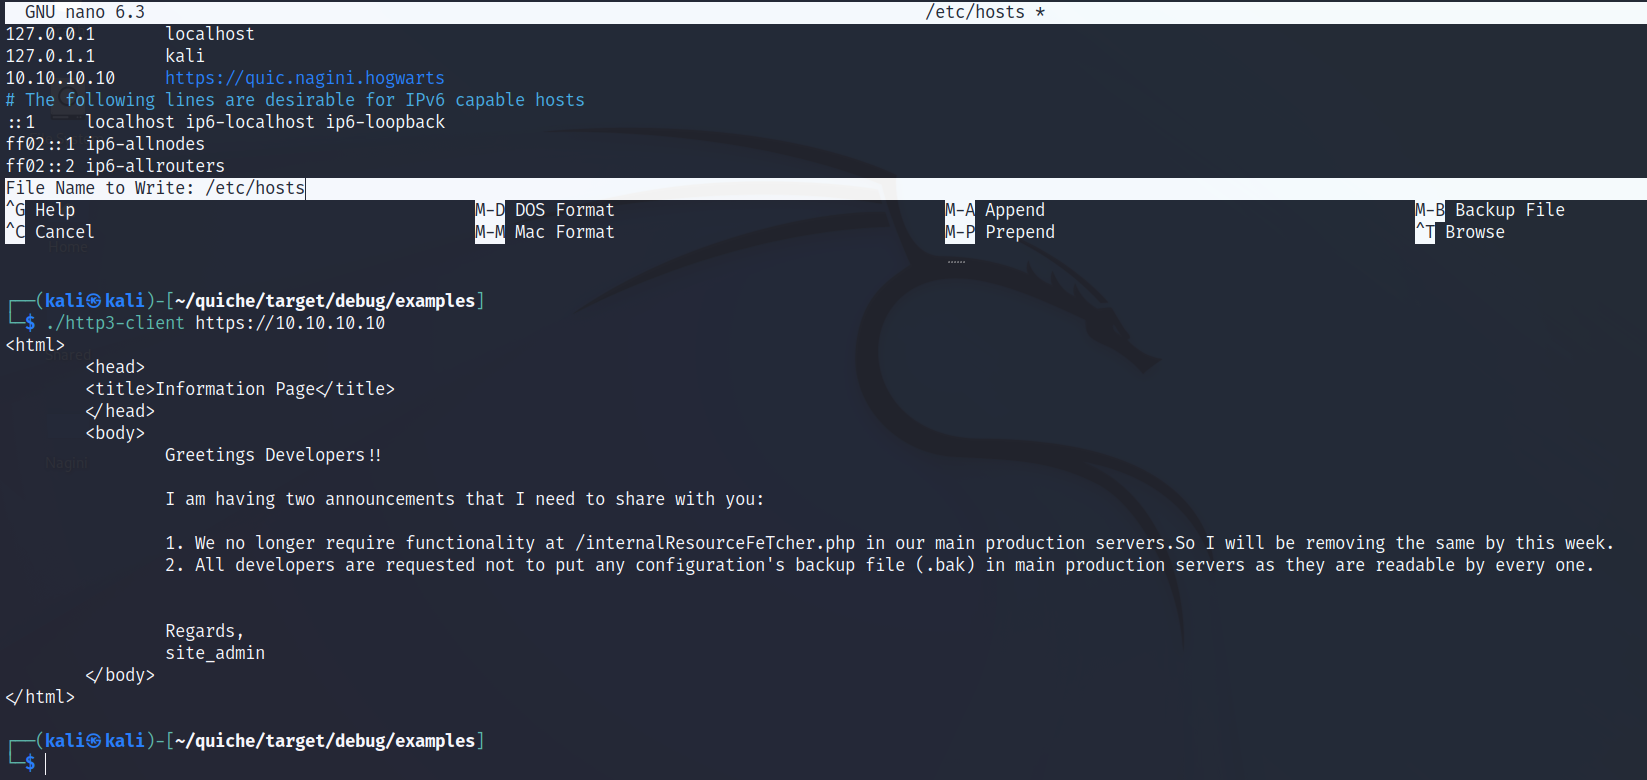 GNU nano 6.3 /etc/hosts *
127.0.0.1 localhost
127.0.1.1 kali
10.10.10.10 https://quic.nagini.hogwarts
# The following lines are desirable for IPv6 capable hosts
::1 localhost ip6-localhost ip6-loopback
ff02::1 ip6-allnodes
ff02::2 ip6-allrouters
File Name to Write: /etc/hosts
^G Help M-D DOS Format M-A Append M-B Backup File
^C Cancel M-M Mac Format M-P Prepend ^T Browse
Home
┌──(kali㉿kali)-[~/quiche/target/debug/examples]
└─$ ./http3-client https://10.10.10.10
<html>
Shared
<head>
<title>Information Page</title>
</head>
<body>
Greetings Developers!!
Nagini
I am having two announcements that I need to share with you:
1. We no longer require functionality at /internalResourceFeTcher.php in our main production servers.So I will be removing the same by this week.
2. All developers are requested not to put any configuration's backup file (.bak) in main production servers as they are readable by every one.
Regards,
site_admin
</body>
</html>
┌──(kali㉿kali)-[~/quiche/target/debug/examples]
└─$